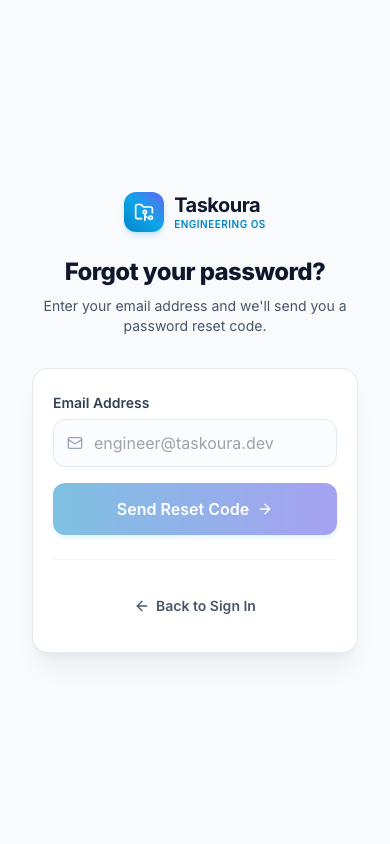 Taskoura
ENGINEERING OS
Forgot your password?
Enter your email address and we'll send you a
password reset code.
Email Address
engineer@taskoura.dev
Send Reset Code
Back to Sign In